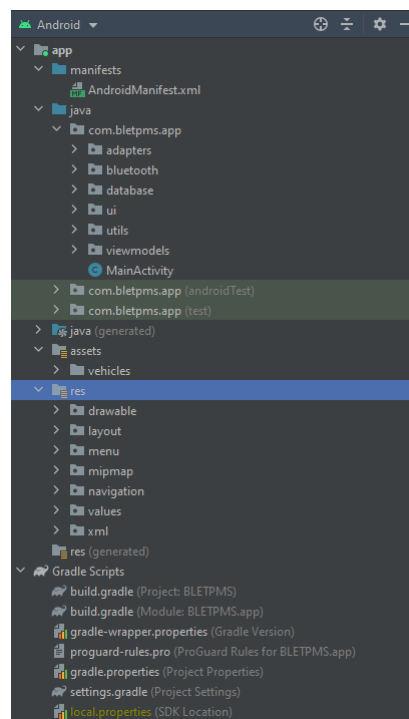 Android
app
manifests
AndroidManifest.xml
java
com.bletpms.app
adapters
bluetooth
database
ui
utils
viewmodels
MainActivity
com.bletpms.app (androidTest)
com.bletpms.app (test)
java (generated)
assets
vehicles
res
drawable
layout
menu
mipmap
navigation
values
xml
res (generated)
Gradle Scripts
build.gradle (Project: BLETPMS)
build.gradle (Module: BLETPMS.app)
gradle-wrapper.properties (Gradle Version)
proguard-rules.pro (ProGuard Rules for BLETPMS.app)
gradle.properties (Project Properties)
settings.gradle (Project Settings)
local.properties (SDK Location)